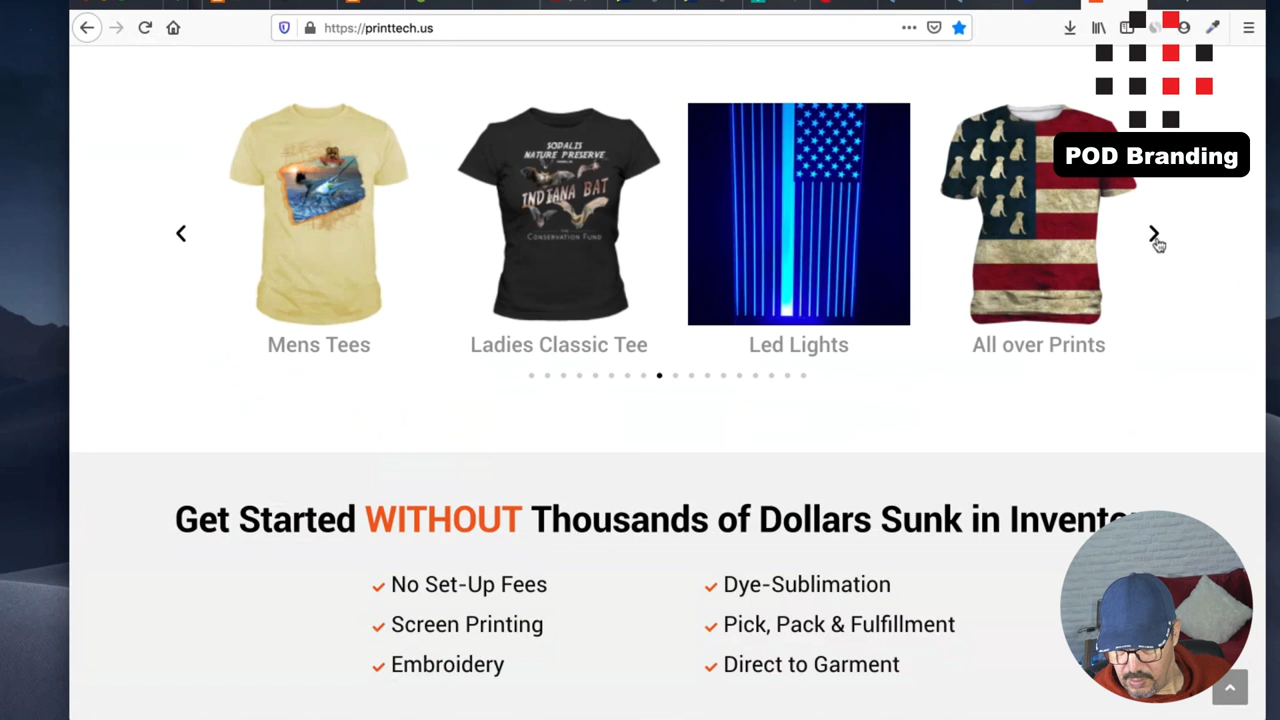 https://printtech.us
POD Branding
SODALIS
NATURE PRESERVE
INDIANA BAT
THE
CONSERVATION FUND
Mens Tees
Ladies Classic Tee
Led Lights
All over Prints
Get Started WITHOUT Thousands of Dollars Sunk in Invento
No Set-Up Fees
Dye-Sublimation
Screen Printing
Pick, Pack & Fulfillment
Embroidery
Direct to Garment